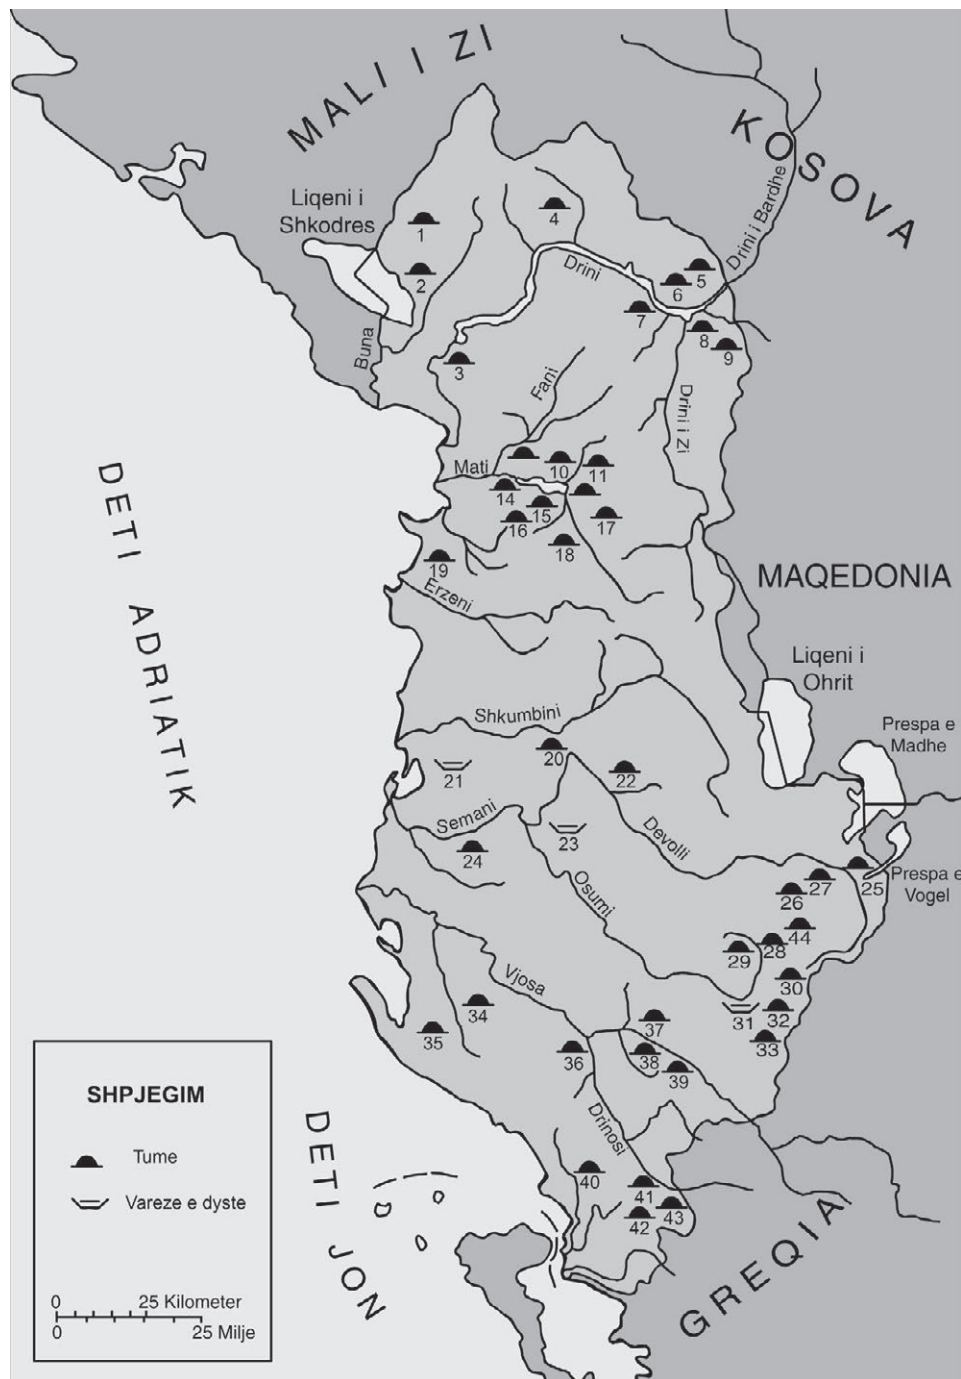 MALI I ZI
KOSOVA
Liqeni i
Shkodres
Drini i Bardhe
4
1
2
Drini
5
6
7
8
9
Buna
3
Fani
Drini i Zi
Mati
10
11
14
15
16
17
18
19
Erzeni
DETI ADRIATIK
MAQEDONIA
Liqeni i
Ohrit
Shkumbini
Prespa e
Madhe
20
21
22
Semani
23
Devolli
24
Osumi
25
Prespa e
Vogel
26
27
44
28
29
30
Vjosa
31
32
33
34
35
36
37
38
39
Drinosi
40
41
42
43
DETI JON
GREQIA
SHPJEGIM
Tume
Vareze e dyste
0 25 Kilometer
0 25 Milje